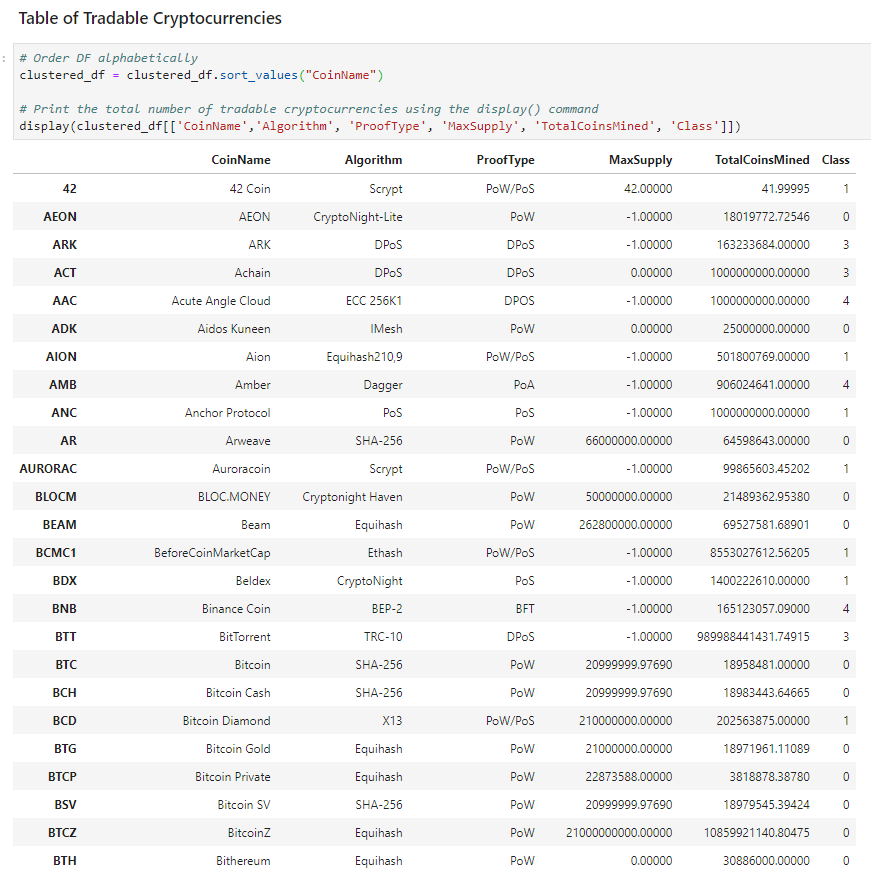 Table of Tradable Cryptocurrencies
:
# Order DF alphabetically
clustered_df = clustered_df.sort_values("CoinName")
# Print the total number of tradable cryptocurrencies using the display() command
display(clustered_df[['CoinName','Algorithm', 'ProofType', 'MaxSupply', 'TotalCoinsMined', 'Class']])
CoinName Algorithm ProofType MaxSupply TotalCoinsMined Class
42 42 Coin Scrypt PoW/PoS 42.00000 41.99995 1
AEON AEON CryptoNight-Lite PoW -1.00000 18019772.72546 0
ARK ARK DPoS DPoS -1.00000 163233684.00000 3
ACT Achain DPoS DPoS 0.00000 1000000000.00000 3
AAC Acute Angle Cloud ECC 256K1 DPOS -1.00000 1000000000.00000 4
ADK Aidos Kuneen IMesh PoW 0.00000 25000000.00000 0
AION Aion Equihash210,9 PoW/PoS -1.00000 501800769.00000 1
AMB Amber Dagger PoA -1.00000 906024641.00000 4
ANC Anchor Protocol PoS PoS -1.00000 1000000000.00000 1
AR Arweave SHA-256 PoW 66000000.00000 64598643.00000 0
AURORAC Auroracoin Scrypt PoW/PoS -1.00000 99865603.45202 1
BLOCM BLOC.MONEY Cryptonight Haven PoW 50000000.00000 21489362.95380 0
BEAM Beam Equihash PoW 262800000.00000 69527581.68901 0
BCMC1 BeforeCoinMarketCap Ethash PoW/PoS -1.00000 8553027612.56205 1
BDX Beldex CryptoNight PoS -1.00000 1400222610.00000 1
BNB Binance Coin BEP-2 BFT -1.00000 165123057.09000 4
BTT BitTorrent TRC-10 DPoS -1.00000 989988441431.74915 3
BTC Bitcoin SHA-256 PoW 20999999.97690 18958481.00000 0
BCH Bitcoin Cash SHA-256 PoW 20999999.97690 18983443.64665 0
BCD Bitcoin Diamond X13 PoW/PoS 210000000.00000 202563875.00000 1
BTG Bitcoin Gold Equihash PoW 21000000.00000 18971961.11089 0
BTCP Bitcoin Private Equihash PoW 22873588.00000 3818878.38780 0
BSV Bitcoin SV SHA-256 PoW 20999999.97690 18979545.39424 0
BTCZ BitcoinZ Equihash PoW 21000000000.00000 10859921140.80475 0
BTH Bithereum Equihash PoW 0.00000 30886000.00000 0